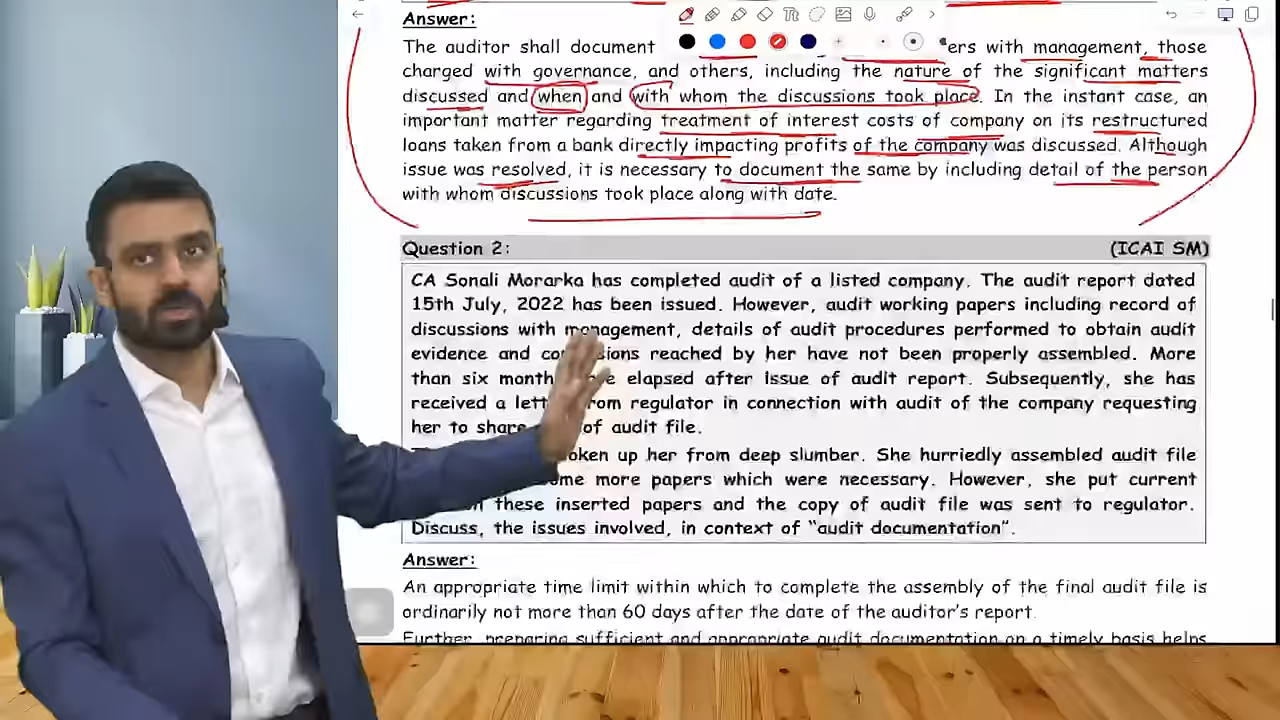 Answer:
The auditor shall document ers with management, those
charged with governance, and others, including the nature of the significant matters
discussed and when and with whom the discussions took place. In the instant case, an
important matter regarding treatment of interest costs of company on its restructured
loans taken from a bank directly impacting profits of the company was discussed. Although
issue was resolved, it is necessary to document the same by including detail of the person
with whom discussions took place along with date.
Question 2: (ICAI SM)
CA Sonali Morarka has completed audit of a listed company. The audit report dated
15th July, 2022 has been issued. However, audit working papers including record of
discussions with management, details of audit procedures performed to obtain audit
evidence and reached by her have not been properly assembled. More
than six month elapsed after issue of audit report. Subsequently, she has
received a from regulator in connection with audit of the company requesting
her to share of audit file.
up her from deep slumber. She hurriedly assembled audit file
more papers which were necessary. However, she put current
these inserted papers and the copy of audit file was sent to regulator.
Discuss, the issues involved, in context of “audit documentation”.
Answer:
An appropriate time limit within which to complete the assembly of the final audit file is
ordinarily not more than 60 days after the date of the auditor's report.
Further, preparing sufficient and appropriate audit documentation on a timely basis helps